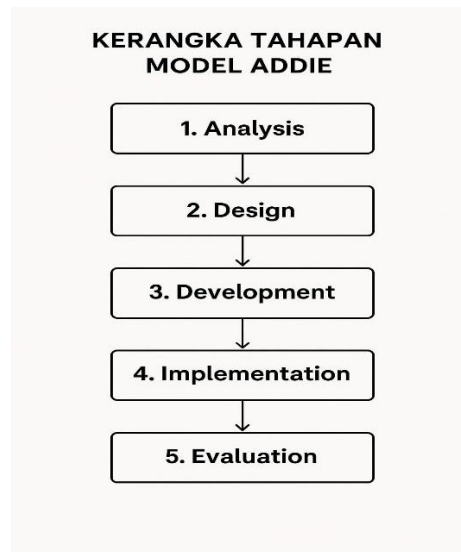 KERANGKA TAHAPAN
MODEL ADDIE
1. Analysis
2. Design
3. Development
4. Implementation
5. Evaluation